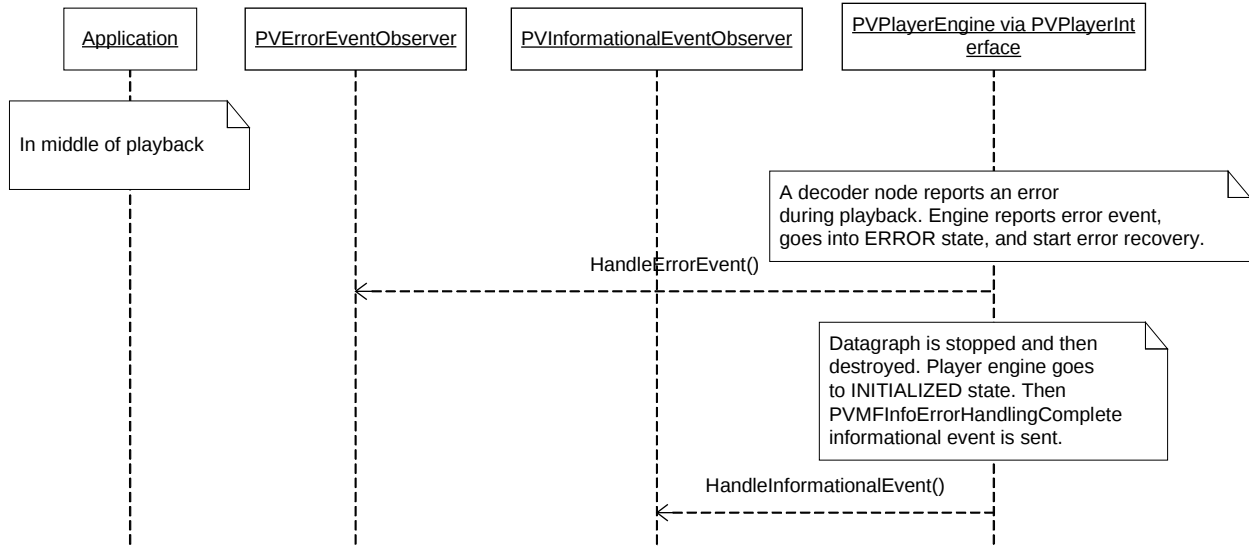 Application
PVErrorEventObserver
PVInformationalEventObserver
PVPlayerEngine via PVPlayerInt
erface
In middle of playback
A decoder node reports an error
during playback. Engine reports error event,
goes into ERROR state, and start error recovery.
HandleErrorEvent()
Datagraph is stopped and then
destroyed. Player engine goes
to INITIALIZED state. Then
PVMFInfoErrorHandlingComplete
informational event is sent.
HandleInformationalEvent()